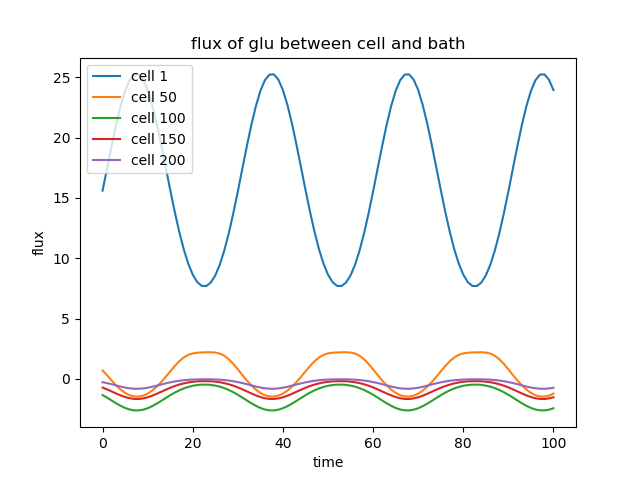 flux of glu between cell and bath
cell 1
cell 50
cell 100
cell 150
cell 200
25
20
15
10
5
0
flux
0 20 40 60 80 100
time